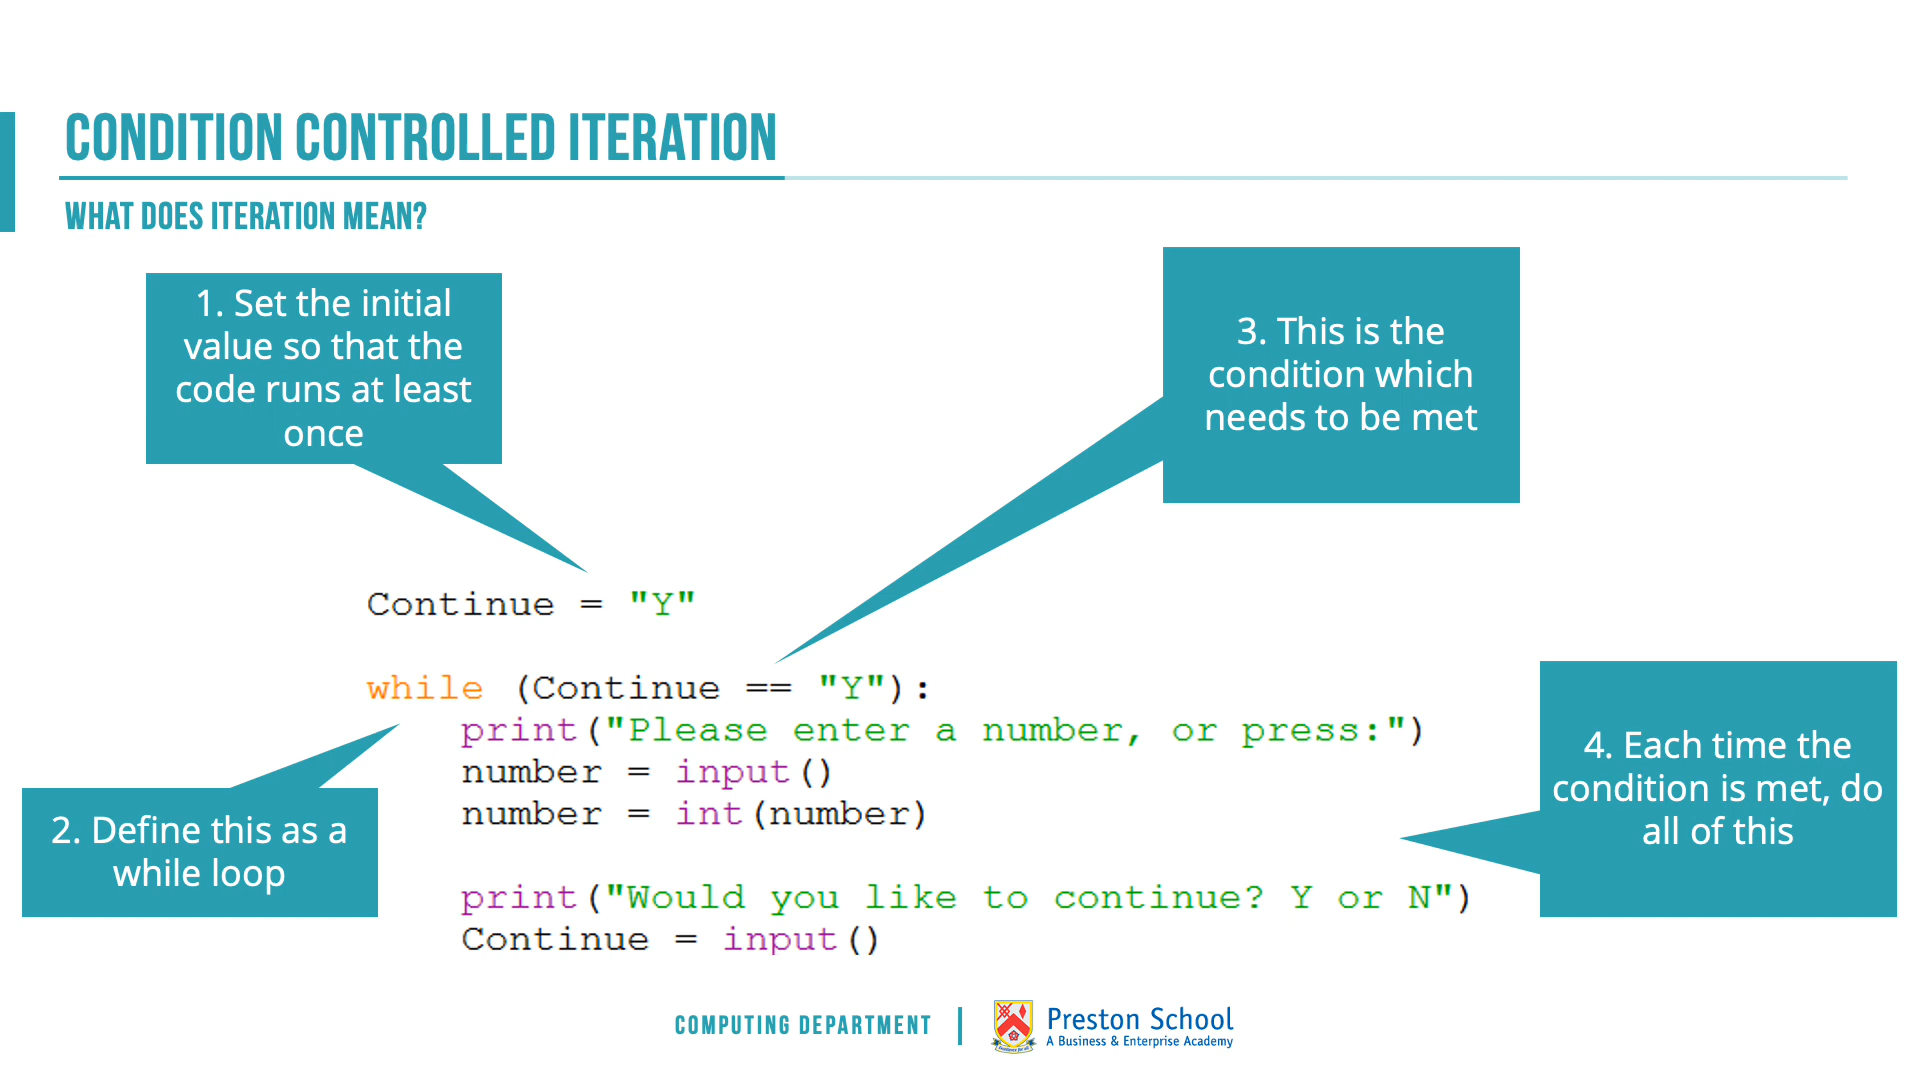 CONDITION CONTROLLED ITERATION
WHAT DOES ITERATION MEAN?
1. Set the initial
value so that the
code runs at least
once
3. This is the
condition which
needs to be met
Continue = "Y"
while (Continue == "Y"):
    print("Please enter a number, or press:")
    number = input()
    number = int(number)
    print("Would you like to continue? Y or N")
    Continue = input()
2. Define this as a
while loop
4. Each time the
condition is met, do
all of this
COMPUTING DEPARTMENT
Preston School
A Business & Enterprise Academy